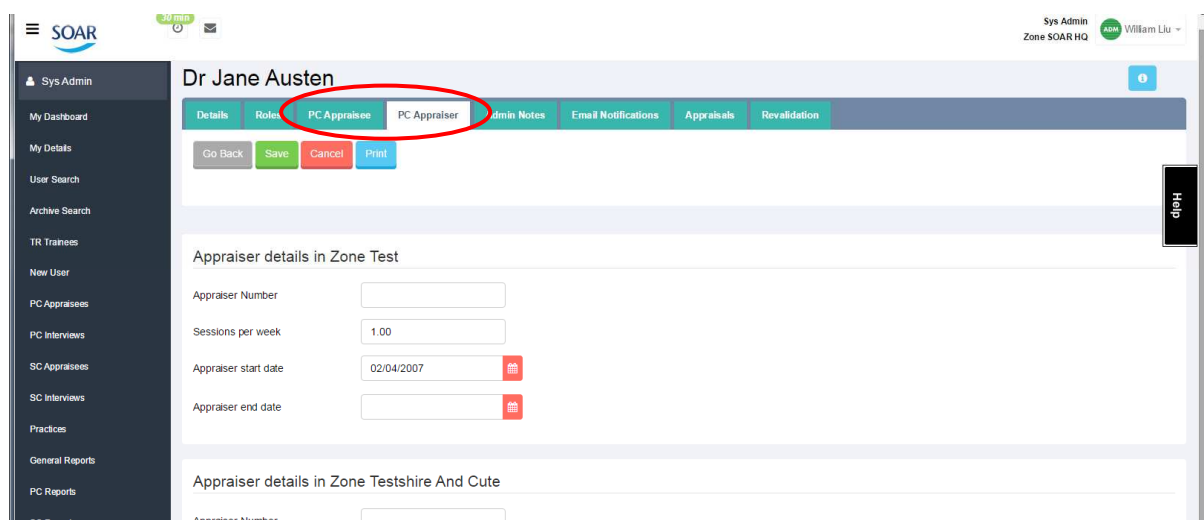 30 min
SOAR
Sys Admin
Zone SOAR HQ
ADM William Liu
Sys Admin
My Dashboard
My Details
User Search
Archive Search
TR Trainees
New User
PC Appraisees
PC Interviews
SC Appraisees
SC Interviews
Practices
General Reports
PC Reports
Dr Jane Austen
Details Roles PC Appraisee PC Appraiser Admin Notes Email Notifications Appraisals Revalidation
Go Back Save Cancel Print
Help
Appraiser details in Zone Test
Appraiser Number
Sessions per week 1.00
Appraiser start date 02/04/2007
Appraiser end date
Appraiser details in Zone Testshire And Cute
Appraiser Number